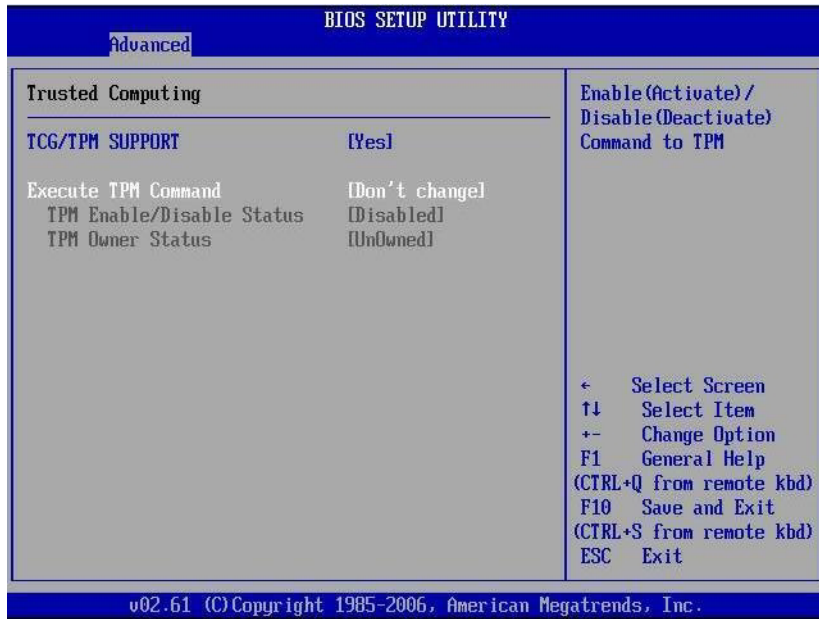 BIOS SETUP UTILITY
Advanced
Trusted Computing
TCG/TPM SUPPORT [Yes]
Execute TPM Command [Don't change]
TPM Enable/Disable Status [Disabled]
TPM Owner Status [UnOwned]
Enable(Activate)/
Disable(Deactivate)
Command to TPM
← Select Screen
↑↓ Select Item
+- Change Option
F1 General Help
(CTRL+Q from remote kbd)
F10 Save and Exit
(CTRL+S from remote kbd)
ESC Exit
v02.61 (C)Copyright 1985-2006, American Megatrends, Inc.